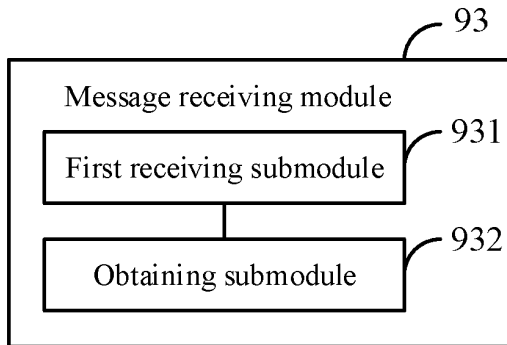 93
Message receiving module
931
First receiving submodule
932
Obtaining submodule